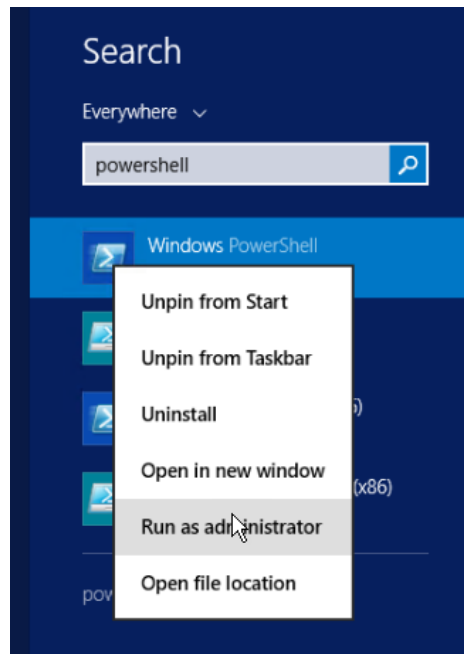 Search
Everywhere
powershell
Windows PowerShell
Unpin from Start
Unpin from Taskbar
Uninstall
Open in new window
(x86)
Run as administrator
Open file location